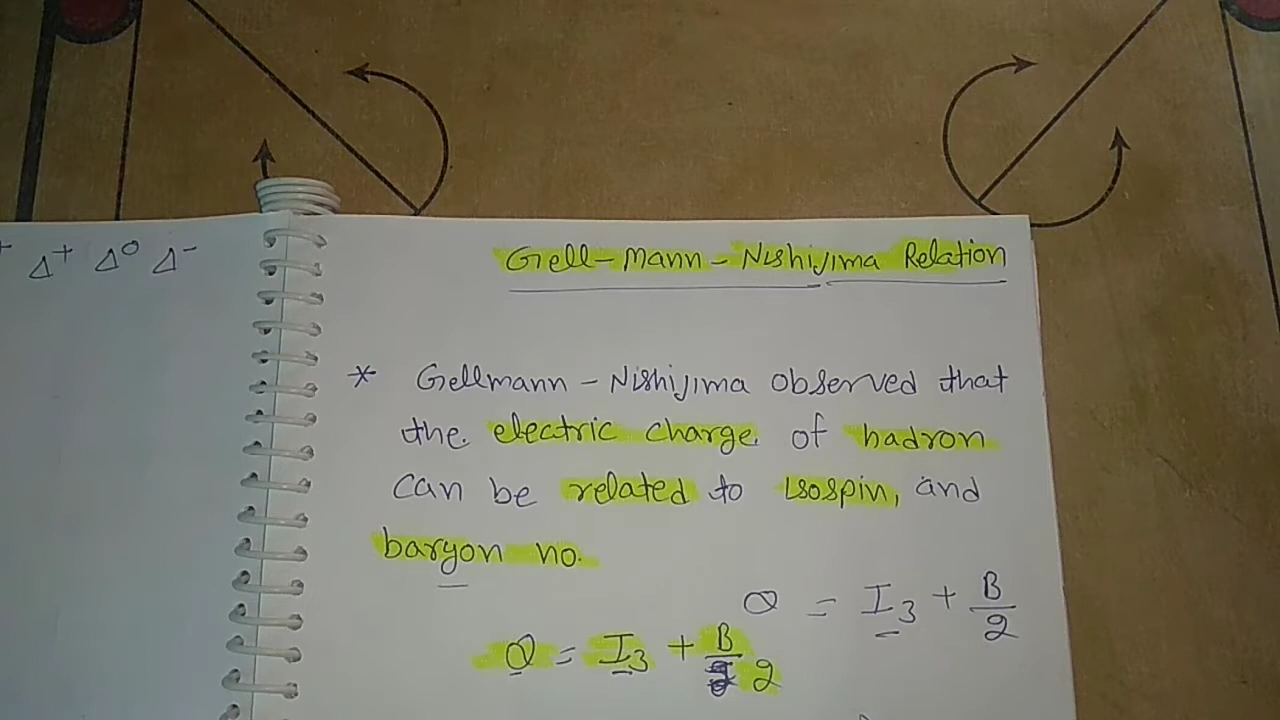 Δ⁺ Δ⁰ Δ⁻
Gell-Mann-Nishijima Relation
* Gellmann-Nishijima observed that
the electric charge of hadron
can be related to isospin, and
baryon no.
Q = I₃ + B/2
Q = I₃ + B/2